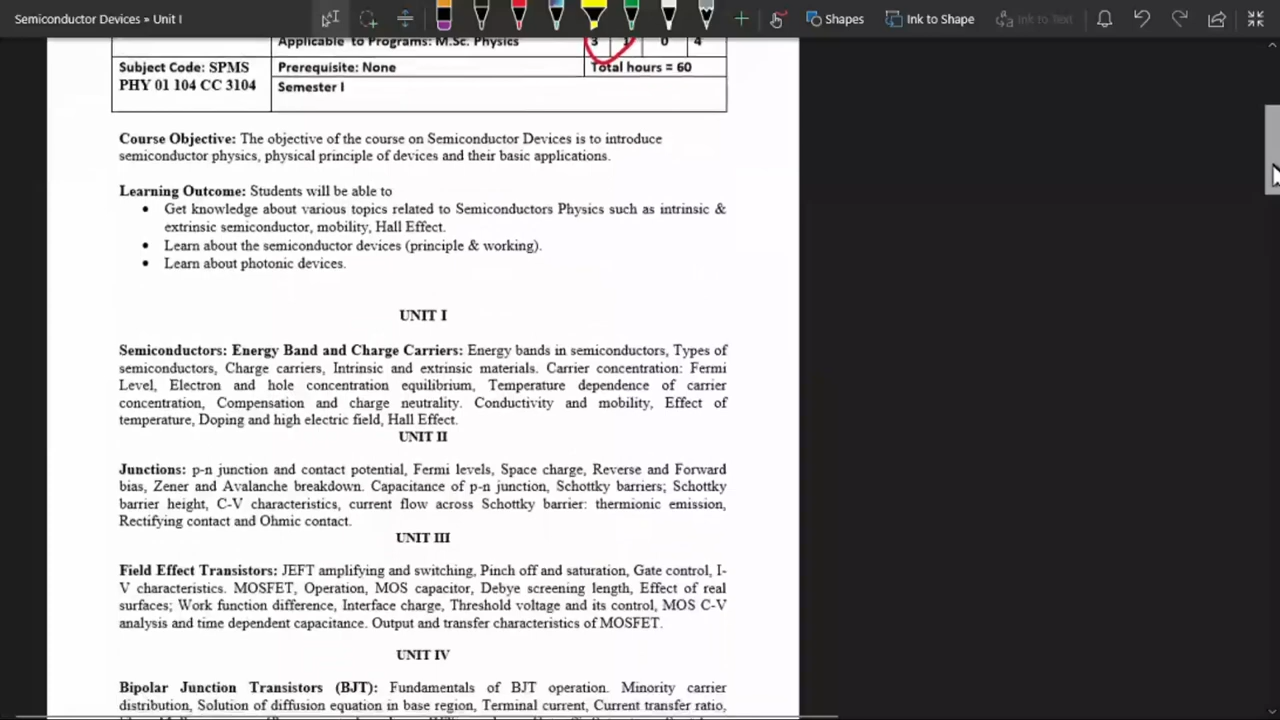 Semiconductor Devices » Unit I
Shapes
Ink to Shape
Ink to Text
Applicable to Programs: M.Sc. Physics 3 1 0 4
Subject Code: SPMS Prerequisite: None Total hours = 60
PHY 01 104 CC 3104 Semester I
Course Objective: The objective of the course on Semiconductor Devices is to introduce
semiconductor physics, physical principle of devices and their basic applications.
Learning Outcome: Students will be able to
• Get knowledge about various topics related to Semiconductors Physics such as intrinsic &
extrinsic semiconductor, mobility, Hall Effect.
• Learn about the semiconductor devices (principle & working).
• Learn about photonic devices.
UNIT I
Semiconductors: Energy Band and Charge Carriers: Energy bands in semiconductors, Types of
semiconductors, Charge carriers, Intrinsic and extrinsic materials. Carrier concentration: Fermi
Level, Electron and hole concentration equilibrium, Temperature dependence of carrier
concentration, Compensation and charge neutrality. Conductivity and mobility, Effect of
temperature, Doping and high electric field, Hall Effect.
UNIT II
Junctions: p-n junction and contact potential, Fermi levels, Space charge, Reverse and Forward
bias, Zener and Avalanche breakdown. Capacitance of p-n junction, Schottky barriers; Schottky
barrier height, C-V characteristics, current flow across Schottky barrier: thermionic emission,
Rectifying contact and Ohmic contact.
UNIT III
Field Effect Transistors: JEFT amplifying and switching, Pinch off and saturation, Gate control, I-
V characteristics. MOSFET, Operation, MOS capacitor, Debye screening length, Effect of real
surfaces; Work function difference, Interface charge, Threshold voltage and its control, MOS C-V
analysis and time dependent capacitance. Output and transfer characteristics of MOSFET.
UNIT IV
Bipolar Junction Transistors (BJT): Fundamentals of BJT operation. Minority carrier
distribution, Solution of diffusion equation in base region, Terminal current, Current transfer ratio,